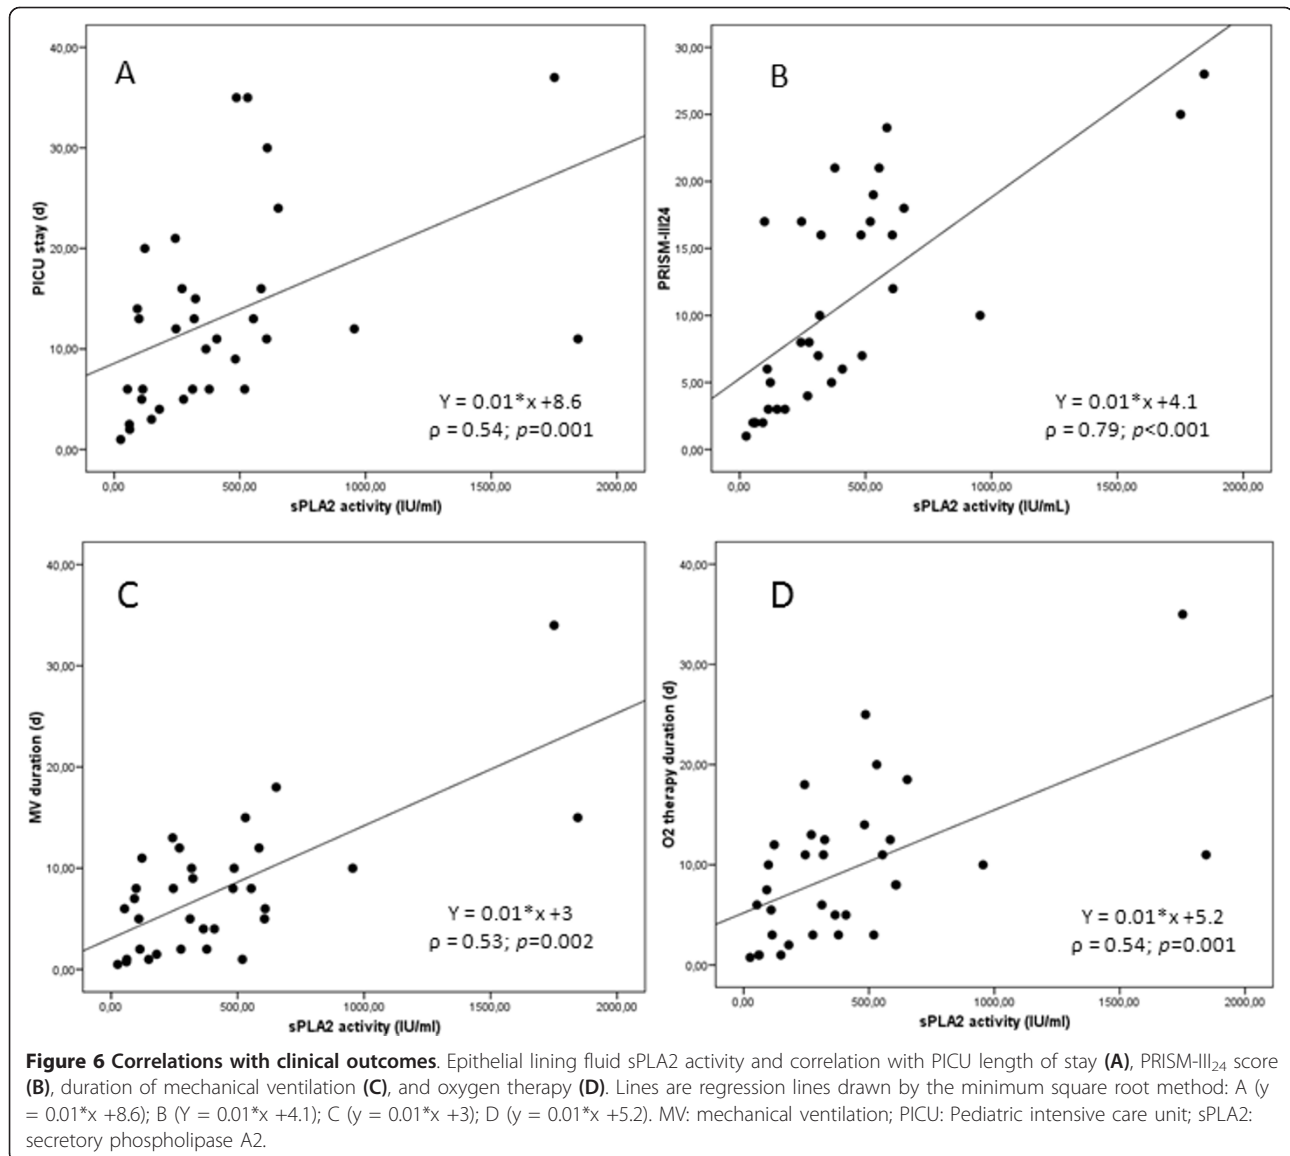 A
PICU stay (d)
40,00
30,00
20,00
10,00
0,00
Y = 0.01*x +8.6
ρ = 0.54; p=0.001
0,00 500,00 1000,00 1500,00 2000,00
sPLA2 activity (IU/ml)
B
PRISM-III24
30,00
25,00
20,00
15,00
10,00
5,00
0,00
Y = 0.01*x +4.1
ρ = 0.79; p<0.001
0,00 500,00 1000,00 1500,00 2000,00
sPLA2 activity (IU/mL)
C
MV duration (d)
40,00
30,00
20,00
10,00
0,00
Y = 0.01*x +3
ρ = 0.53; p=0.002
0,00 500,00 1000,00 1500,00 2000,00
sPLA2 activity (IU/ml)
D
O2 therapy duration (d)
40,00
30,00
20,00
10,00
0,00
Y = 0.01*x +5.2
ρ = 0.54; p=0.001
0,00 500,00 1000,00 1500,00 2000,00
sPLA2 activity (IU/ml)
Figure 6 Correlations with clinical outcomes. Epithelial lining fluid sPLA2 activity and correlation with PICU length of stay (A), PRISM-III24 score
(B), duration of mechanical ventilation (C), and oxygen therapy (D). Lines are regression lines drawn by the minimum square root method: A (y
= 0.01*x +8.6); B (Y = 0.01*x +4.1); C (y = 0.01*x +3); D (y = 0.01*x +5.2). MV: mechanical ventilation; PICU: Pediatric intensive care unit; sPLA2:
secretory phospholipase A2.